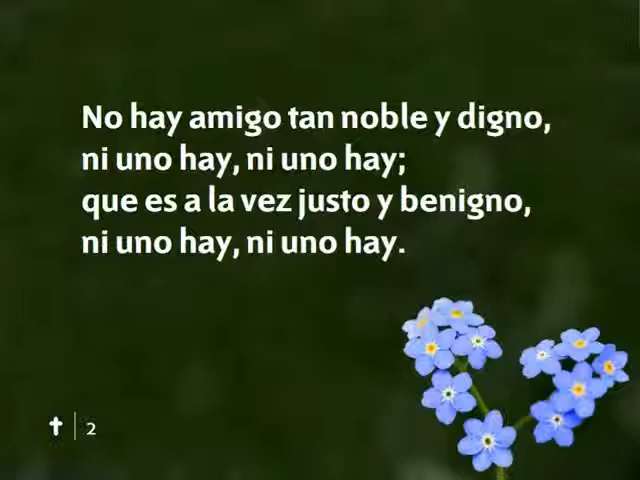 No hay amigo tan noble y digno,
ni uno hay, ni uno hay;
que es a la vez justo y benigno,
ni uno hay, ni uno hay.
2